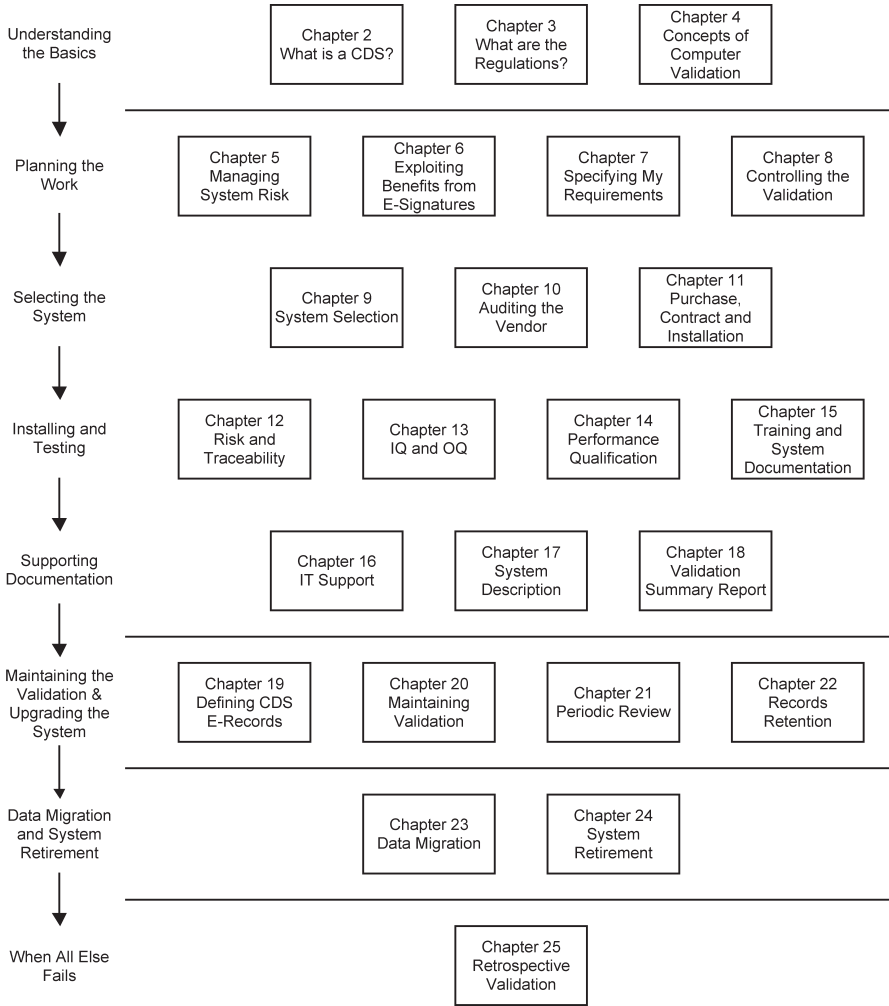 Understanding
the Basics
Chapter 2
What is a CDS?
Chapter 3
What are the
Regulations?
Chapter 4
Concepts of
Computer
Validation
Planning the
Work
Chapter 5
Managing
System Risk
Chapter 6
Exploiting
Benefits from
E-Signatures
Chapter 7
Specifying My
Requirements
Chapter 8
Controlling the
Validation
Selecting the
System
Chapter 9
System Selection
Chapter 10
Auditing the
Vendor
Chapter 11
Purchase,
Contract and
Installation
Installing and
Testing
Chapter 12
Risk and
Traceability
Chapter 13
IQ and OQ
Chapter 14
Performance
Qualification
Chapter 15
Training and
System
Documentation
Supporting
Documentation
Chapter 16
IT Support
Chapter 17
System
Description
Chapter 18
Validation
Summary Report
Maintaining the
Validation &
Upgrading the
System
Chapter 19
Defining CDS
E-Records
Chapter 20
Maintaining
Validation
Chapter 21
Periodic Review
Chapter 22
Records
Retention
Data Migration
and System
Retirement
Chapter 23
Data Migration
Chapter 24
System
Retirement
When All Else
Fails
Chapter 25
Retrospective
Validation